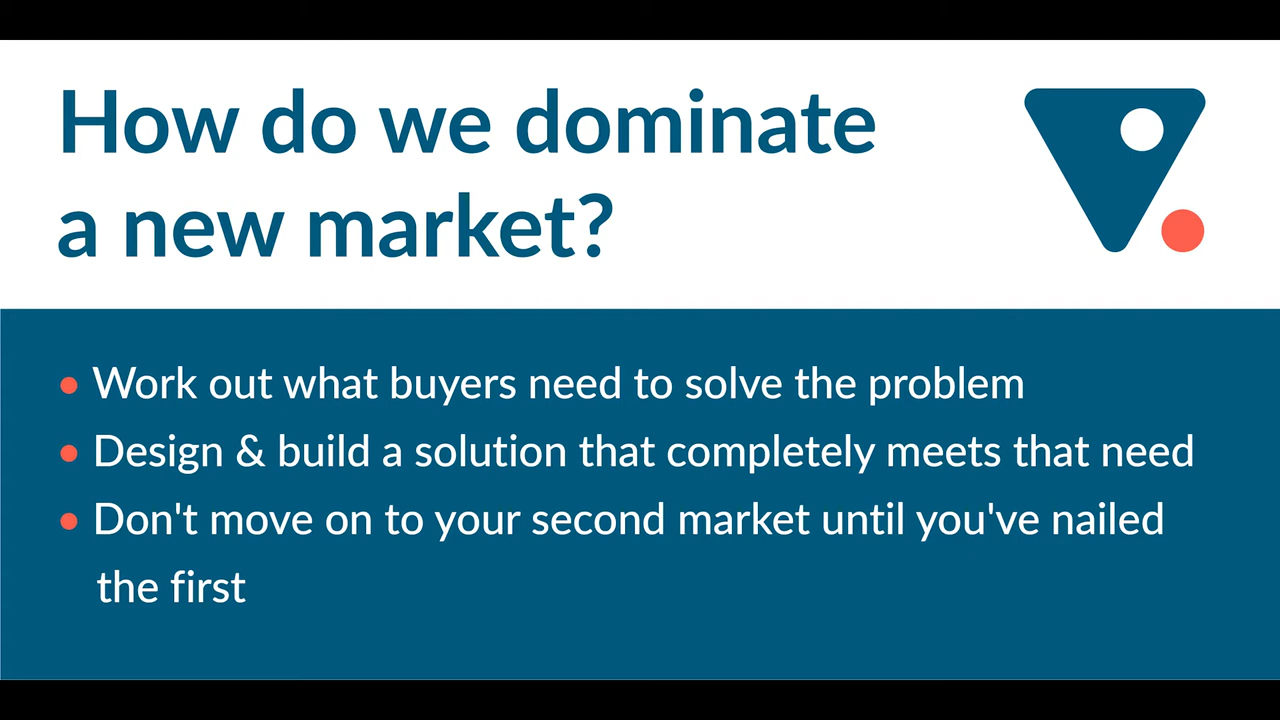 How do we dominate
a new market?
• Work out what buyers need to solve the problem
• Design & build a solution that completely meets that need
• Don't move on to your second market until you've nailed
the first